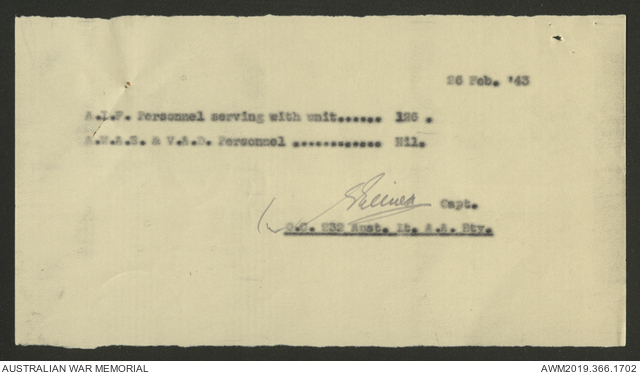 26 Feb. '43
A.I.F. Personnel serving with unit...... 126 .
A.W.A.S. & V.A.D. Personnel ............ Nil.
Capt.
O.C. 232 Aust. Lt. A.A. Bty.
AUSTRALIAN WAR MEMORIAL
AWM2019.366.1702